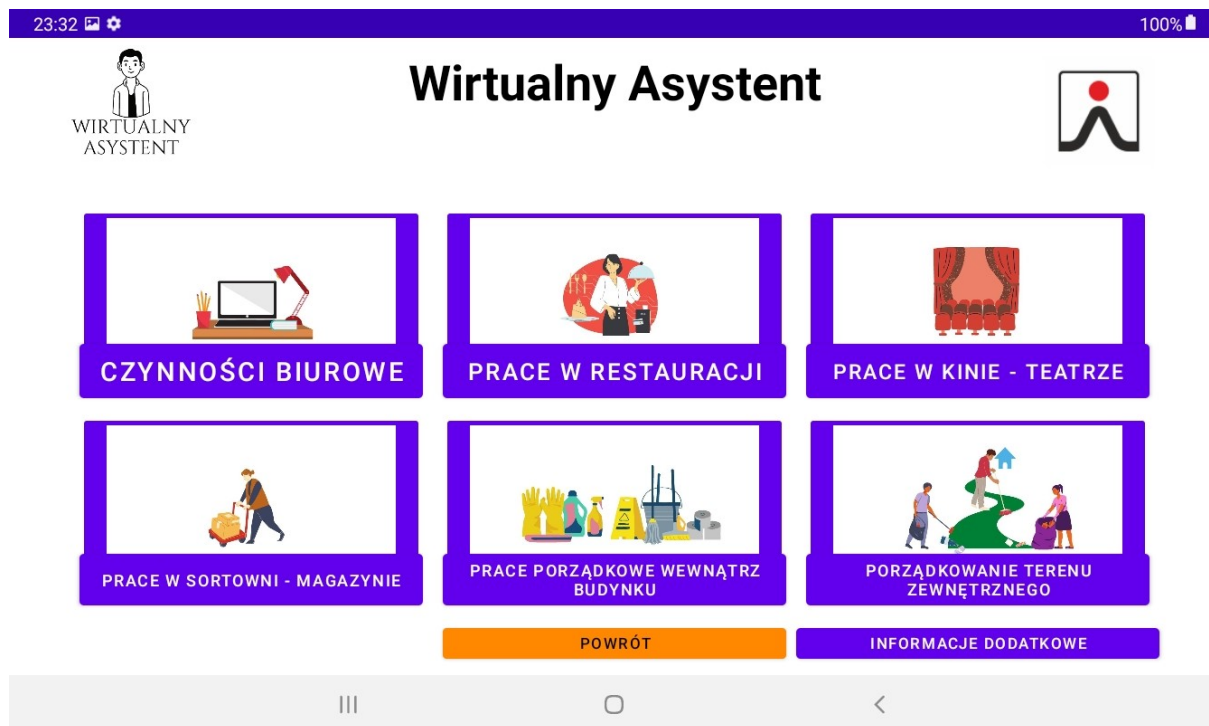 23:32
100%
Wirtualny Asystent
WIRTUALNY
ASYSTENT
CZYNNOŚCI BIUROWE
PRACE W RESTAURACJI
PRACE W KINIE - TEATRZE
PRACE W SORTOWNI - MAGAZYNIE
PRACE PORZĄDKOWE WEWNĄTRZ
BUDYNKU
PORZĄDKOWANIE TERENU
ZEWNĘTRZNEGO
POWRÓT
INFORMACJE DODATKOWE